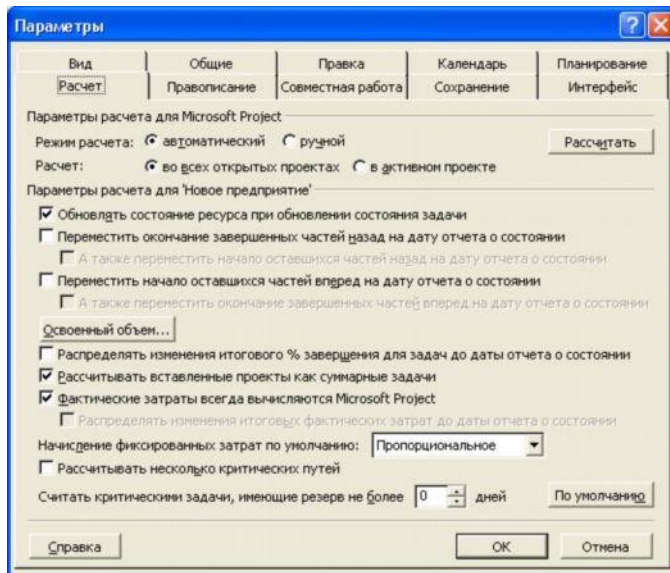 Параметры
Вид Общие Правка Календарь Планирование
Расчет Правописание Совместная работа Сохранение Интерфейс
Параметры расчета для Microsoft Project
Режим расчета: автоматический ручной Рассчитать
Расчет: во всех открытых проектах в активном проекте
Параметры расчета для 'Новое предприятие'
Обновлять состояние ресурса при обновлении состояния задачи
Переместить окончание завершенных частей назад на дату отчета о состоянии
А также переместить начало оставшихся частей назад на дату отчета о состоянии
Переместить начало оставшихся частей вперед на дату отчета о состоянии
А также переместить окончание завершенных частей вперед на дату отчета о состоянии
Освоенный объем...
Распределять изменения итогового % завершения для задач до даты отчета о состоянии
Рассчитывать вставленные проекты как суммарные задачи
Фактические затраты всегда вычисляются Microsoft Project
Распределять изменения итоговых фактических затрат до даты отчета о состоянии
Начисление фиксированных затрат по умолчанию: Пропорциональное
Рассчитывать несколько критических путей
Считать критическими задачи, имеющие резерв не более 0 дней По умолчанию
Справка ОК Отмена